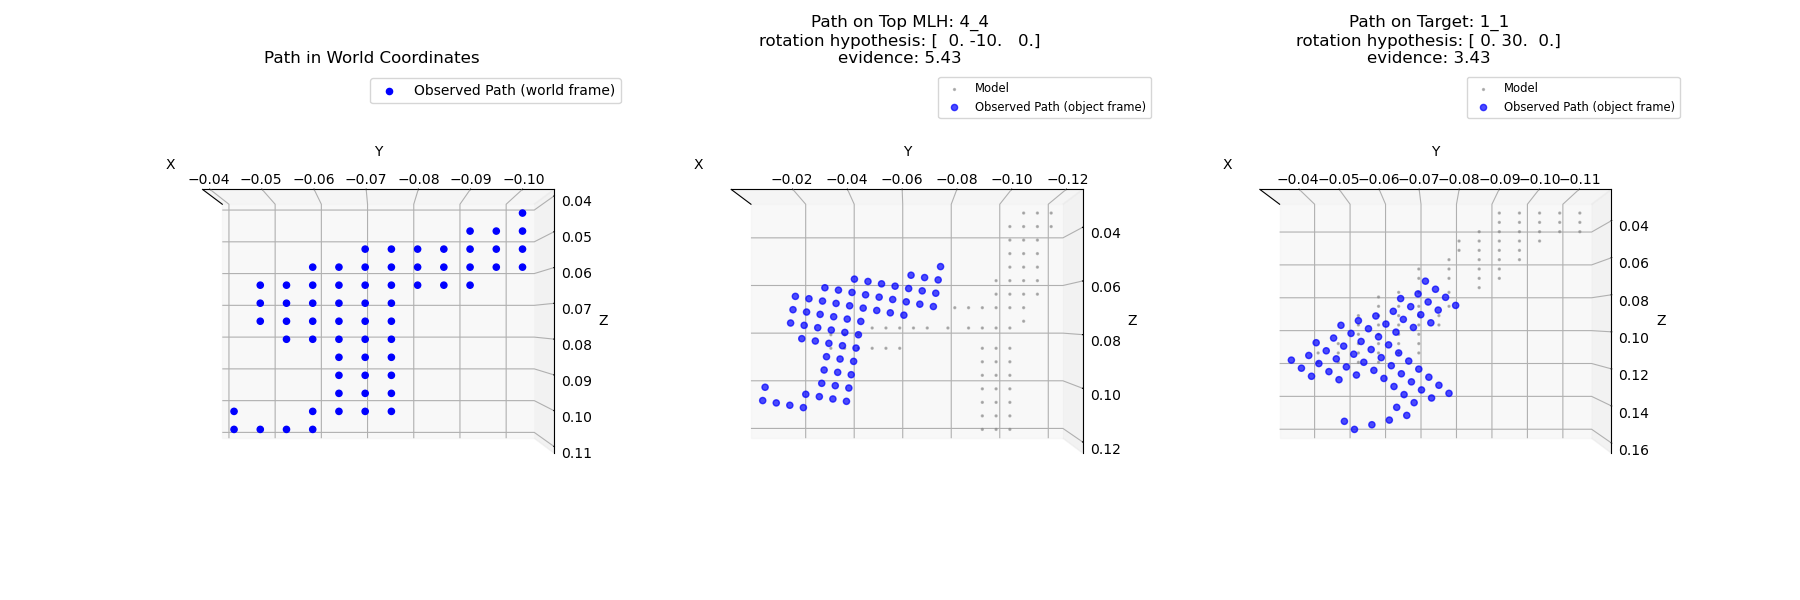 Path in World Coordinates
Observed Path (world frame)
X
Y
−0.04 −0.05 −0.06 −0.07 −0.08 −0.09 −0.10
0.04
0.05
0.06
0.07
Z
0.08
0.09
0.10
0.11
Path on Top MLH: 4_4
rotation hypothesis: [  0. -10.   0.]
evidence: 5.43
Model
Observed Path (object frame)
X
Y
−0.02 −0.04 −0.06 −0.08 −0.10 −0.12
0.04
0.06
Z
0.08
0.10
0.12
Path on Target: 1_1
rotation hypothesis: [ 0. 30.  0.]
evidence: 3.43
Model
Observed Path (object frame)
X
Y
−0.04 −0.05 −0.06 −0.07 −0.08 −0.09 −0.10 −0.11
0.04
0.06
0.08
Z
0.10
0.12
0.14
0.16